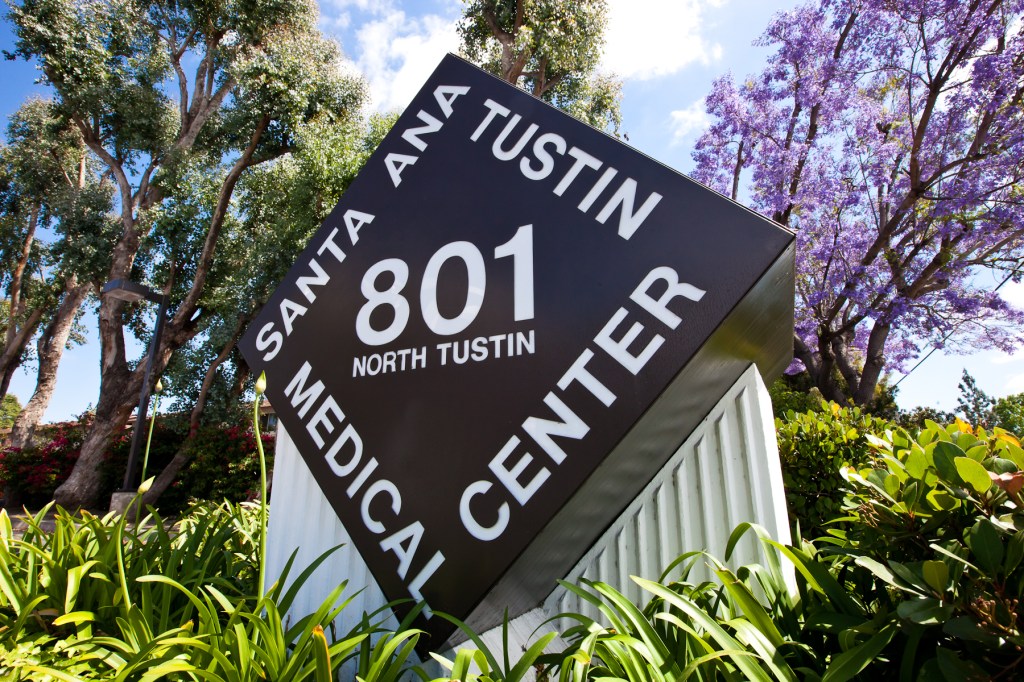 SANTA ANA
TUSTIN
MEDICAL
CENTER
801
NORTH TUSTIN